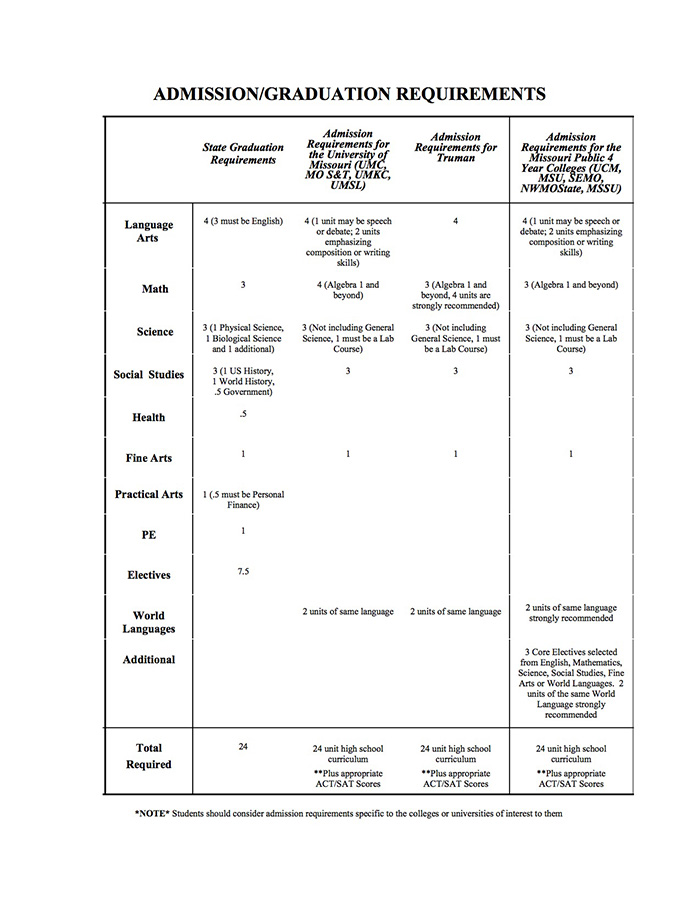 ADMISSION/GRADUATION REQUIREMENTS
State Graduation
Requirements
Admission
Requirements for
the University of
Missouri (UMC,
MO S&T, UMKC,
UMSL)
Admission
Requirements for
Truman
Admission
Requirements for the
Missouri Public 4
Year Colleges (UCM,
MSU, SEMO,
NWMOState, MSSU)
Language
Arts
4 (3 must be English)
4 (1 unit may be speech
or debate; 2 units
emphasizing
composition or writing
skills)
4
4 (1 unit may be speech or
debate; 2 units emphasizing
composition or writing
skills)
Math
3
4 (Algebra 1 and
beyond)
3 (Algebra 1 and
beyond, 4 units are
strongly recommended)
3 (Algebra 1 and beyond)
Science
3 (1 Physical Science,
1 Biological Science
and 1 additional)
3 (Not including General
Science, 1 must be a Lab
Course)
3 (Not including
General Science, 1 must
be a Lab Course)
3 (Not including General
Science, 1 must be a Lab
Course)
Social Studies
3 (1 US History,
1 World History,
.5 Government)
3
3
3
Health
.5
Fine Arts
1
1
1
1
Practical Arts
1 (.5 must be Personal
Finance)
PE
1
Electives
7.5
World
Languages
2 units of same language
2 units of same language
2 units of same language
strongly recommended
Additional
3 Core Electives selected
from English, Mathematics,
Science, Social Studies, Fine
Arts or World Languages. 2
units of the same World
Language strongly
recommended
Total
Required
24
24 unit high school
curriculum
**Plus appropriate
ACT/SAT Scores
24 unit high school
curriculum
**Plus appropriate
ACT/SAT Scores
24 unit high school
curriculum
**Plus appropriate
ACT/SAT Scores
*NOTE* Students should consider admission requirements specific to the colleges or universities of interest to them